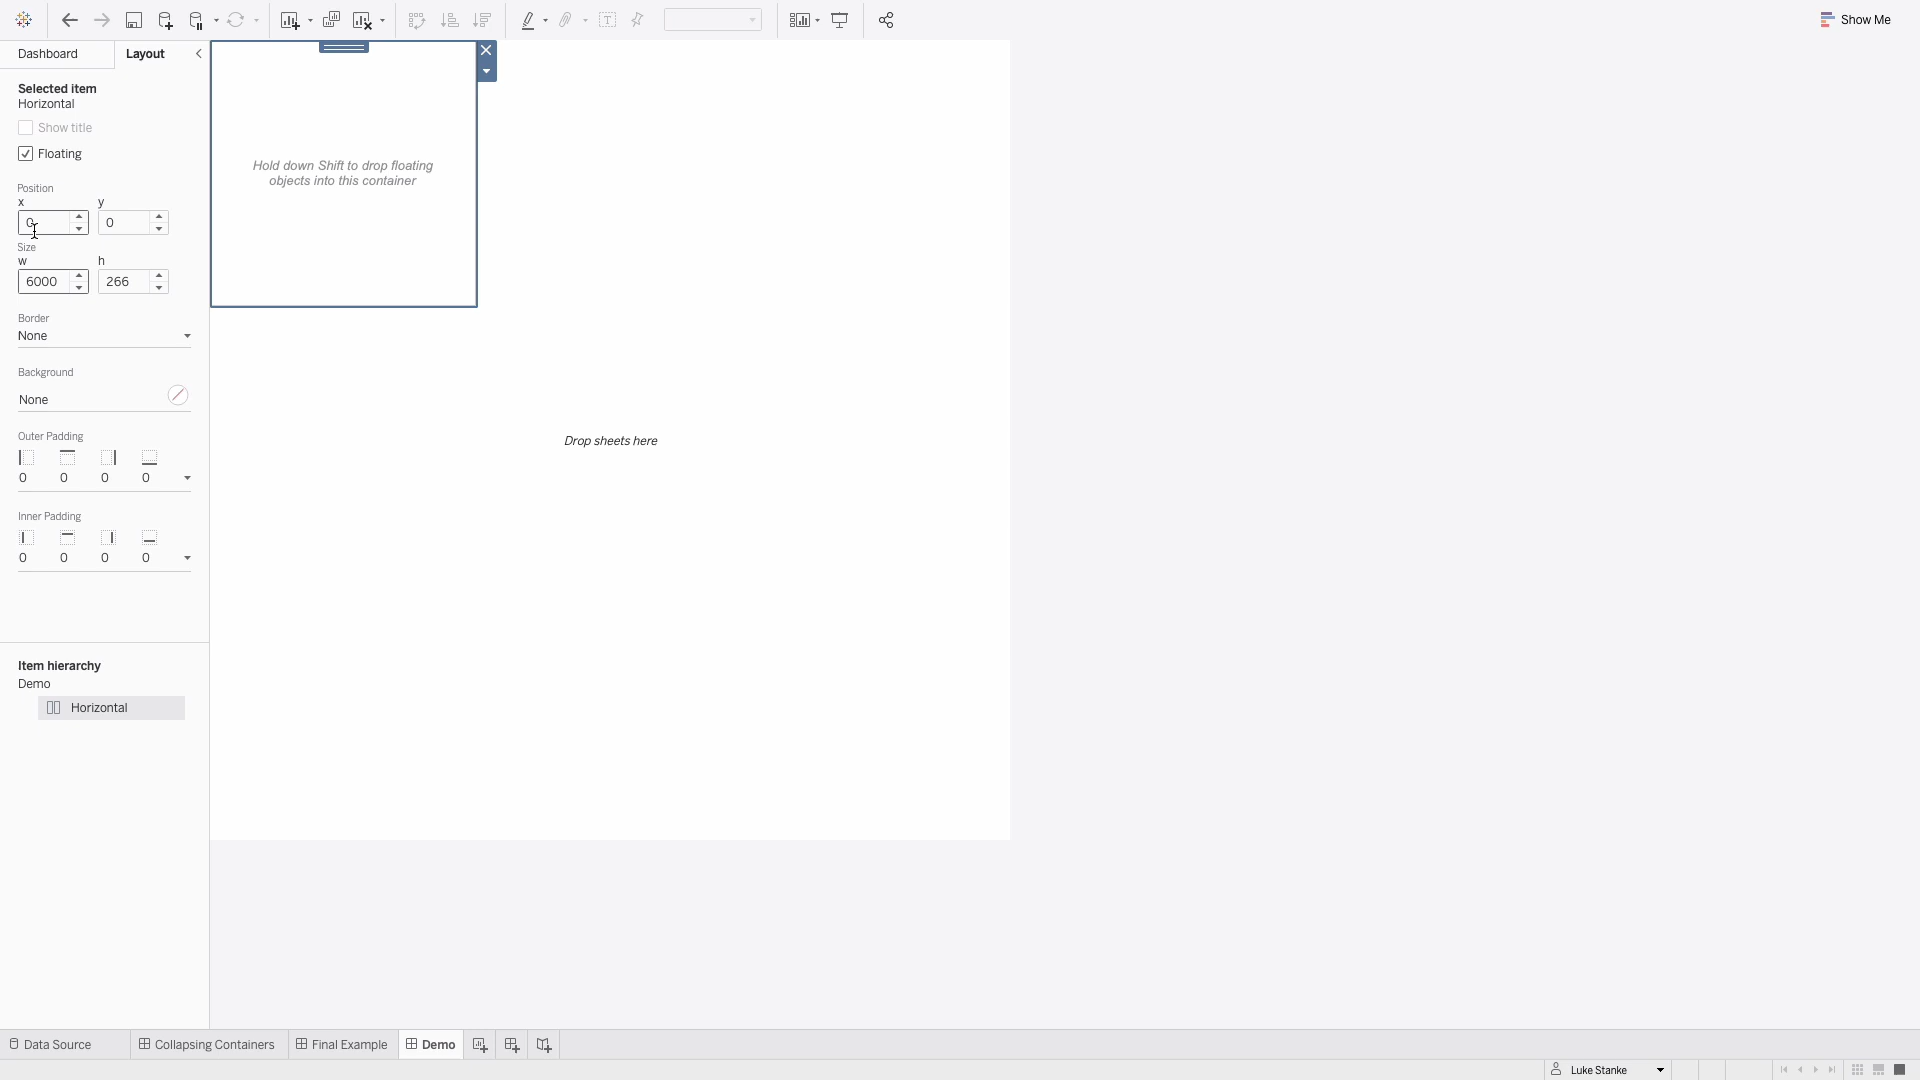 Show Me
Dashboard
Layout
Selected item
Horizontal
Show title
Floating
Position
x
y
0
0
Size
w
h
6000
266
Border
None
Background
None
Outer Padding
0
0
0
0
Inner Padding
0
0
0
0
Item hierarchy
Demo
Horizontal
Hold down Shift to drop floating
objects into this container
Drop sheets here
Data Source
Collapsing Containers
Final Example
Demo
Luke Stanke